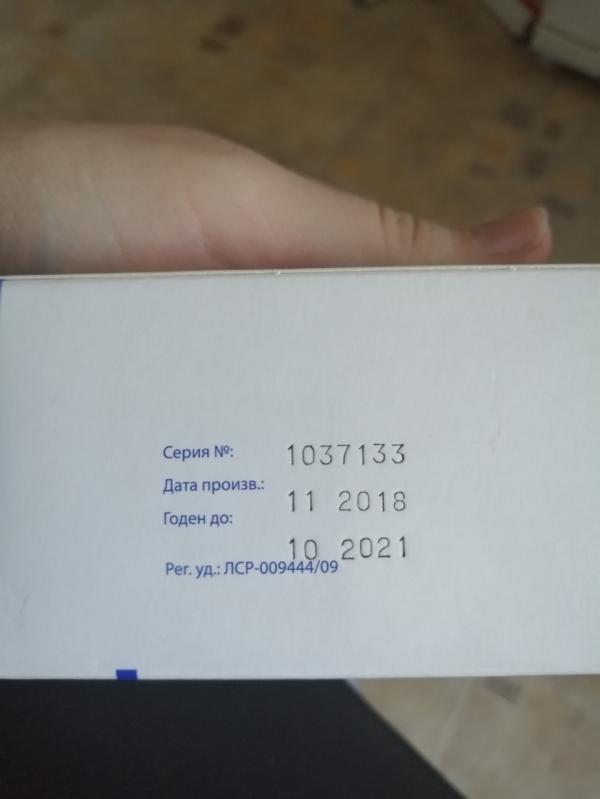 Серия №: 1037133
Дата произв.: 11 2018
Годен до: 10 2021
Рег. уд.: ЛСР-009444/09